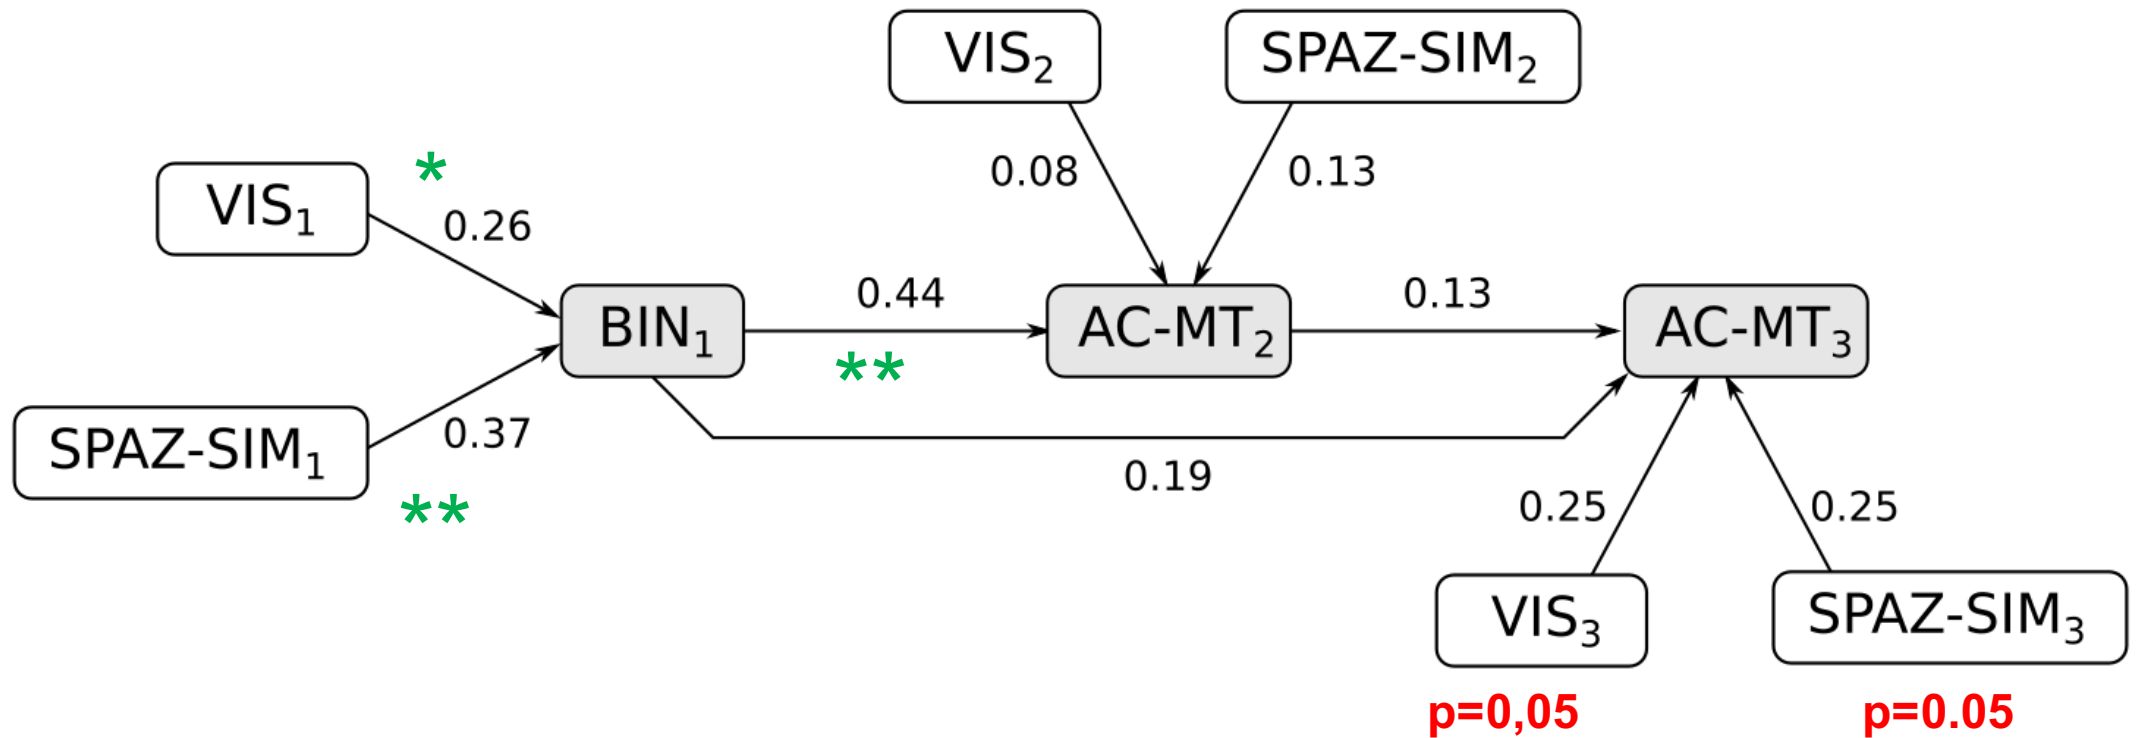 VIS₂
SPAZ-SIM₂
VIS₁
*
0.26
0.08
0.13
BIN₁
0.44
**
AC-MT₂
0.13
AC-MT₃
SPAZ-SIM₁
0.37
**
0.19
0.25
0.25
VIS₃
SPAZ-SIM₃
p=0,05
p=0.05